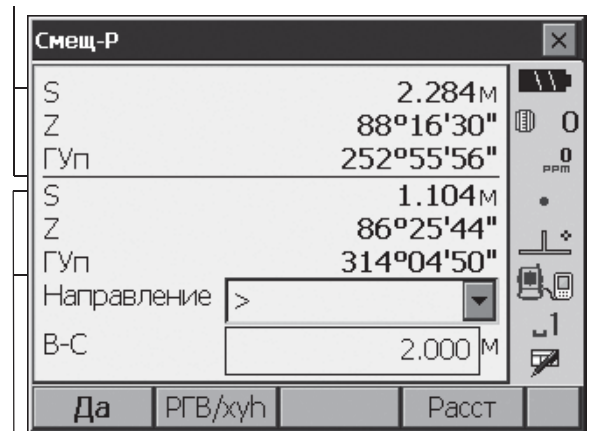 Смещ-Р
S 2.284м
Z 88°16'30"
ГУп 252°55'56"
S 1.104м
Z 86°25'44"
ГУп 314°04'50"
Направление >
В-С 2.000 м
0
0
ppm
1
Да РГВ/xyh Расст